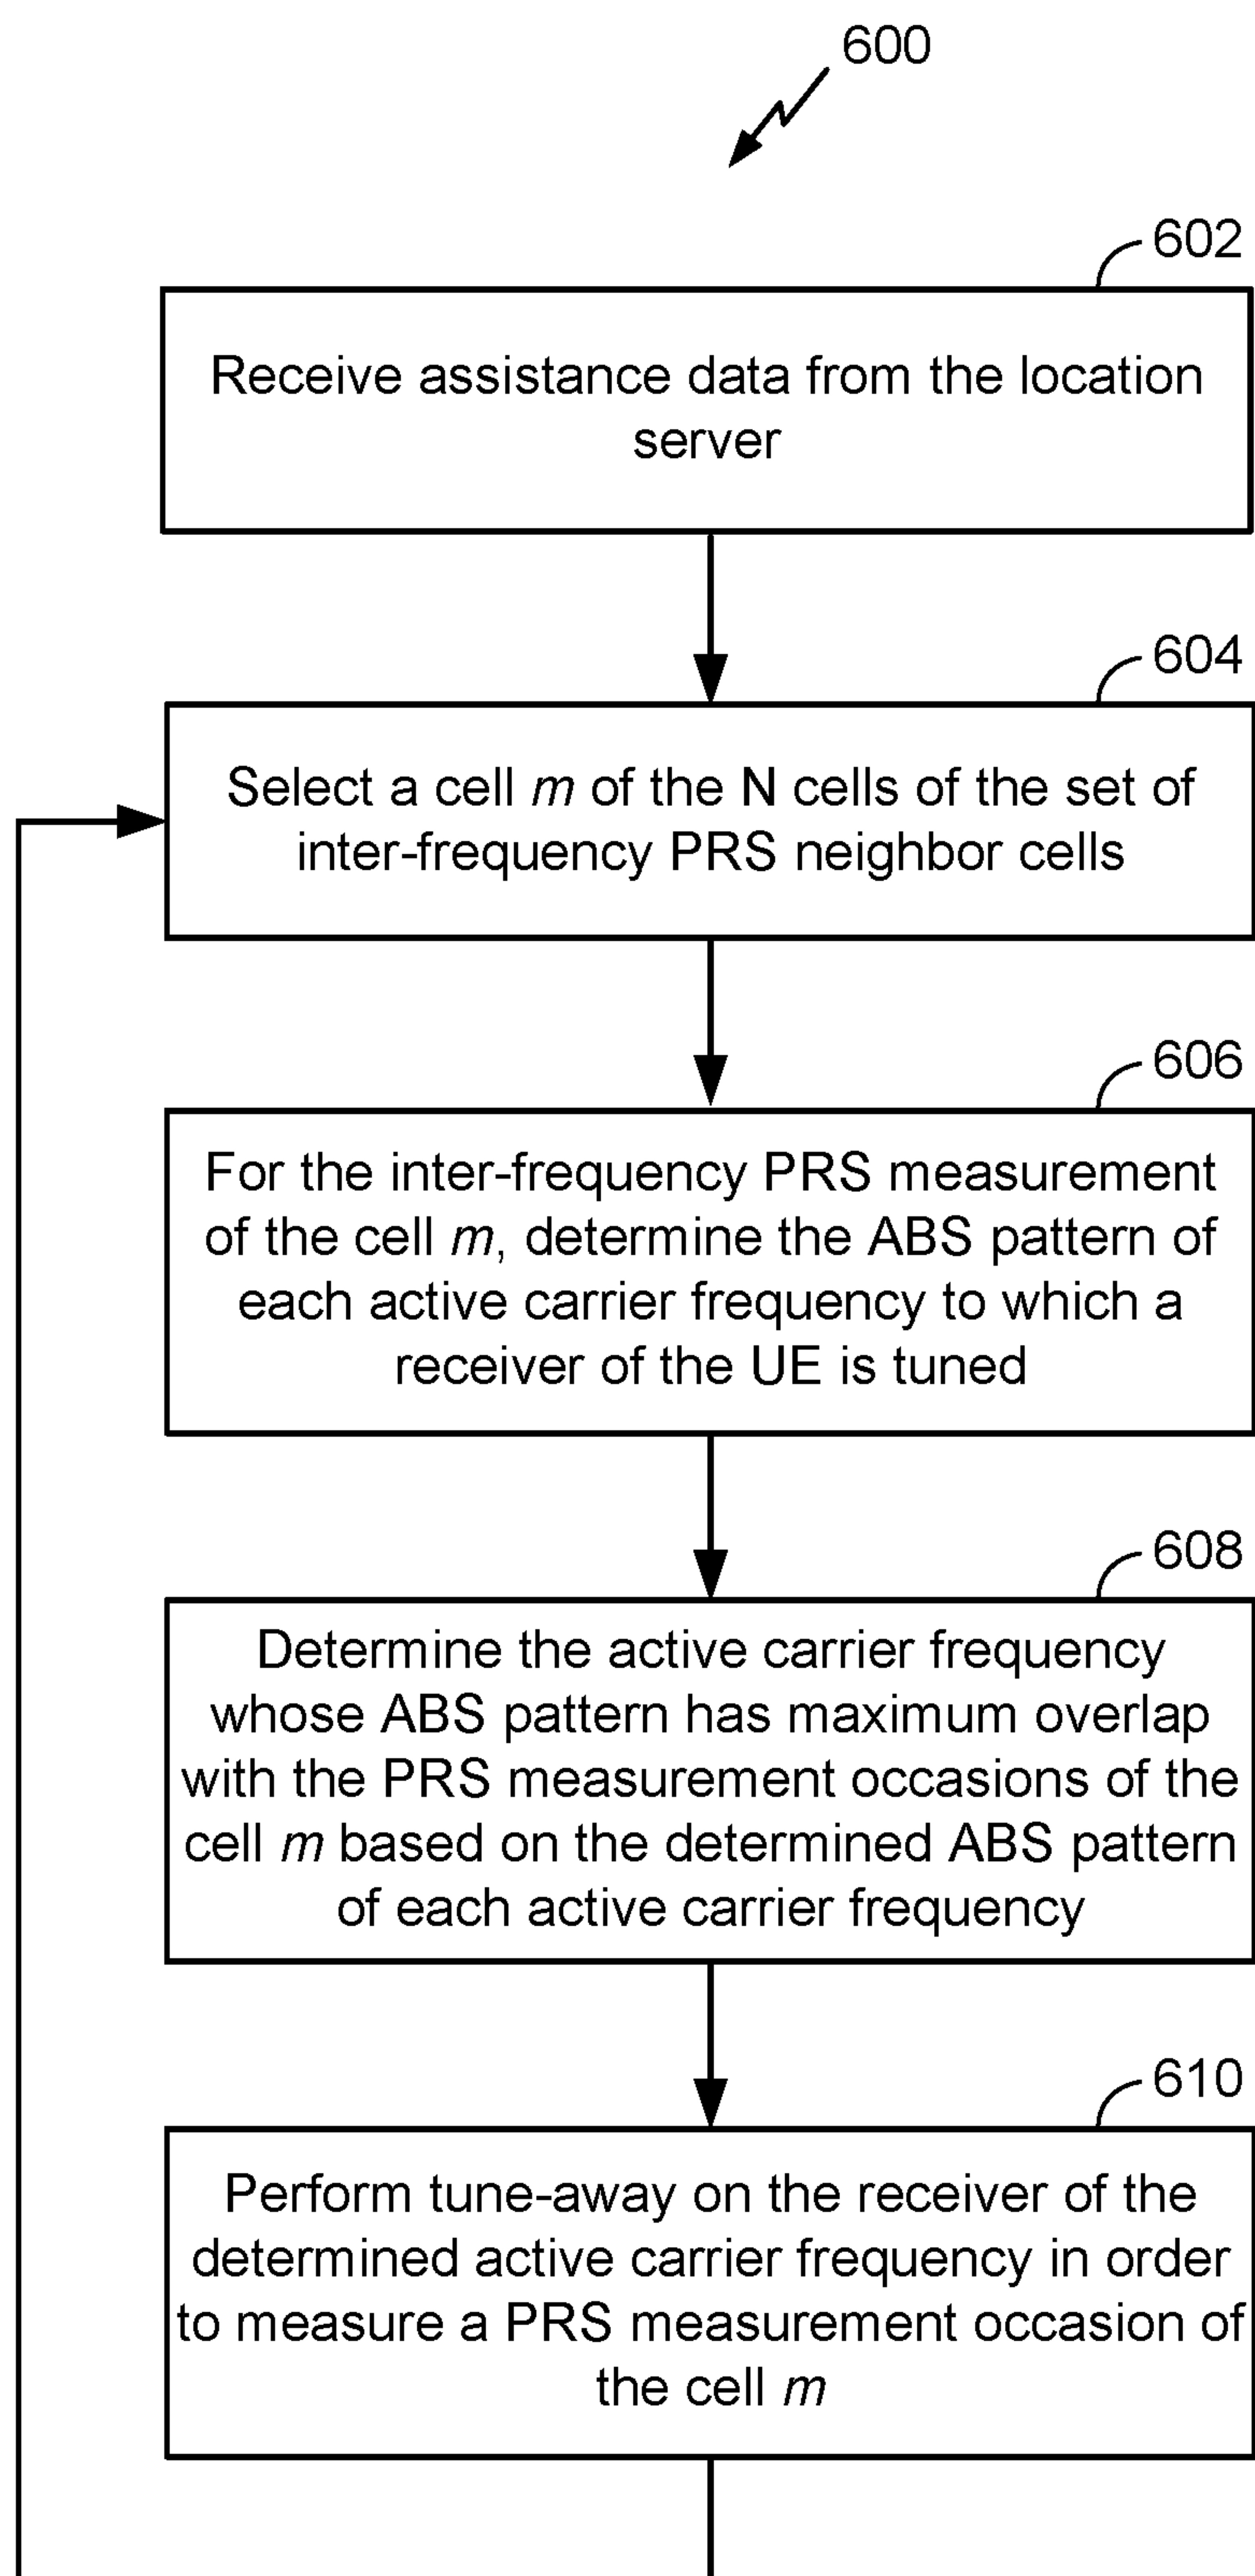 600
602
Receive assistance data from the location
server
604
Select a cell m of the N cells of the set of
inter-frequency PRS neighbor cells
606
For the inter-frequency PRS measurement
of the cell m, determine the ABS pattern of
each active carrier frequency to which a
receiver of the UE is tuned
608
Determine the active carrier frequency
whose ABS pattern has maximum overlap
with the PRS measurement occasions of the
cell m based on the determined ABS pattern
of each active carrier frequency
610
Perform tune-away on the receiver of the
determined active carrier frequency in order
to measure a PRS measurement occasion of
the cell m